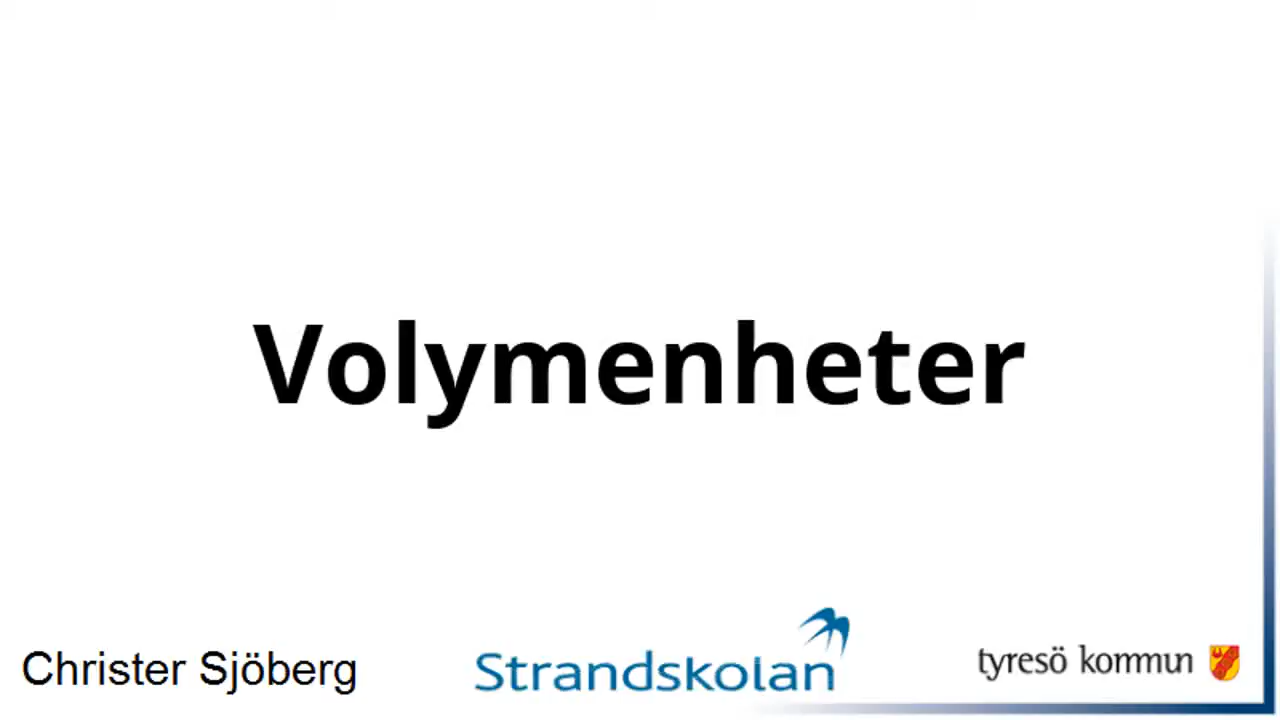 Volymenheter
Christer Sjöberg
Strandskolan
tyresö kommun